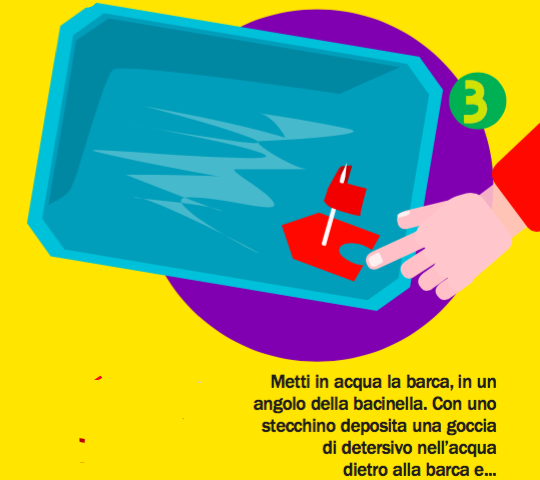 3
Metti in acqua la barca, in un
angolo della bacinella. Con uno
stecchino deposita una goccia
di detersivo nell'acqua
dietro alla barca e...